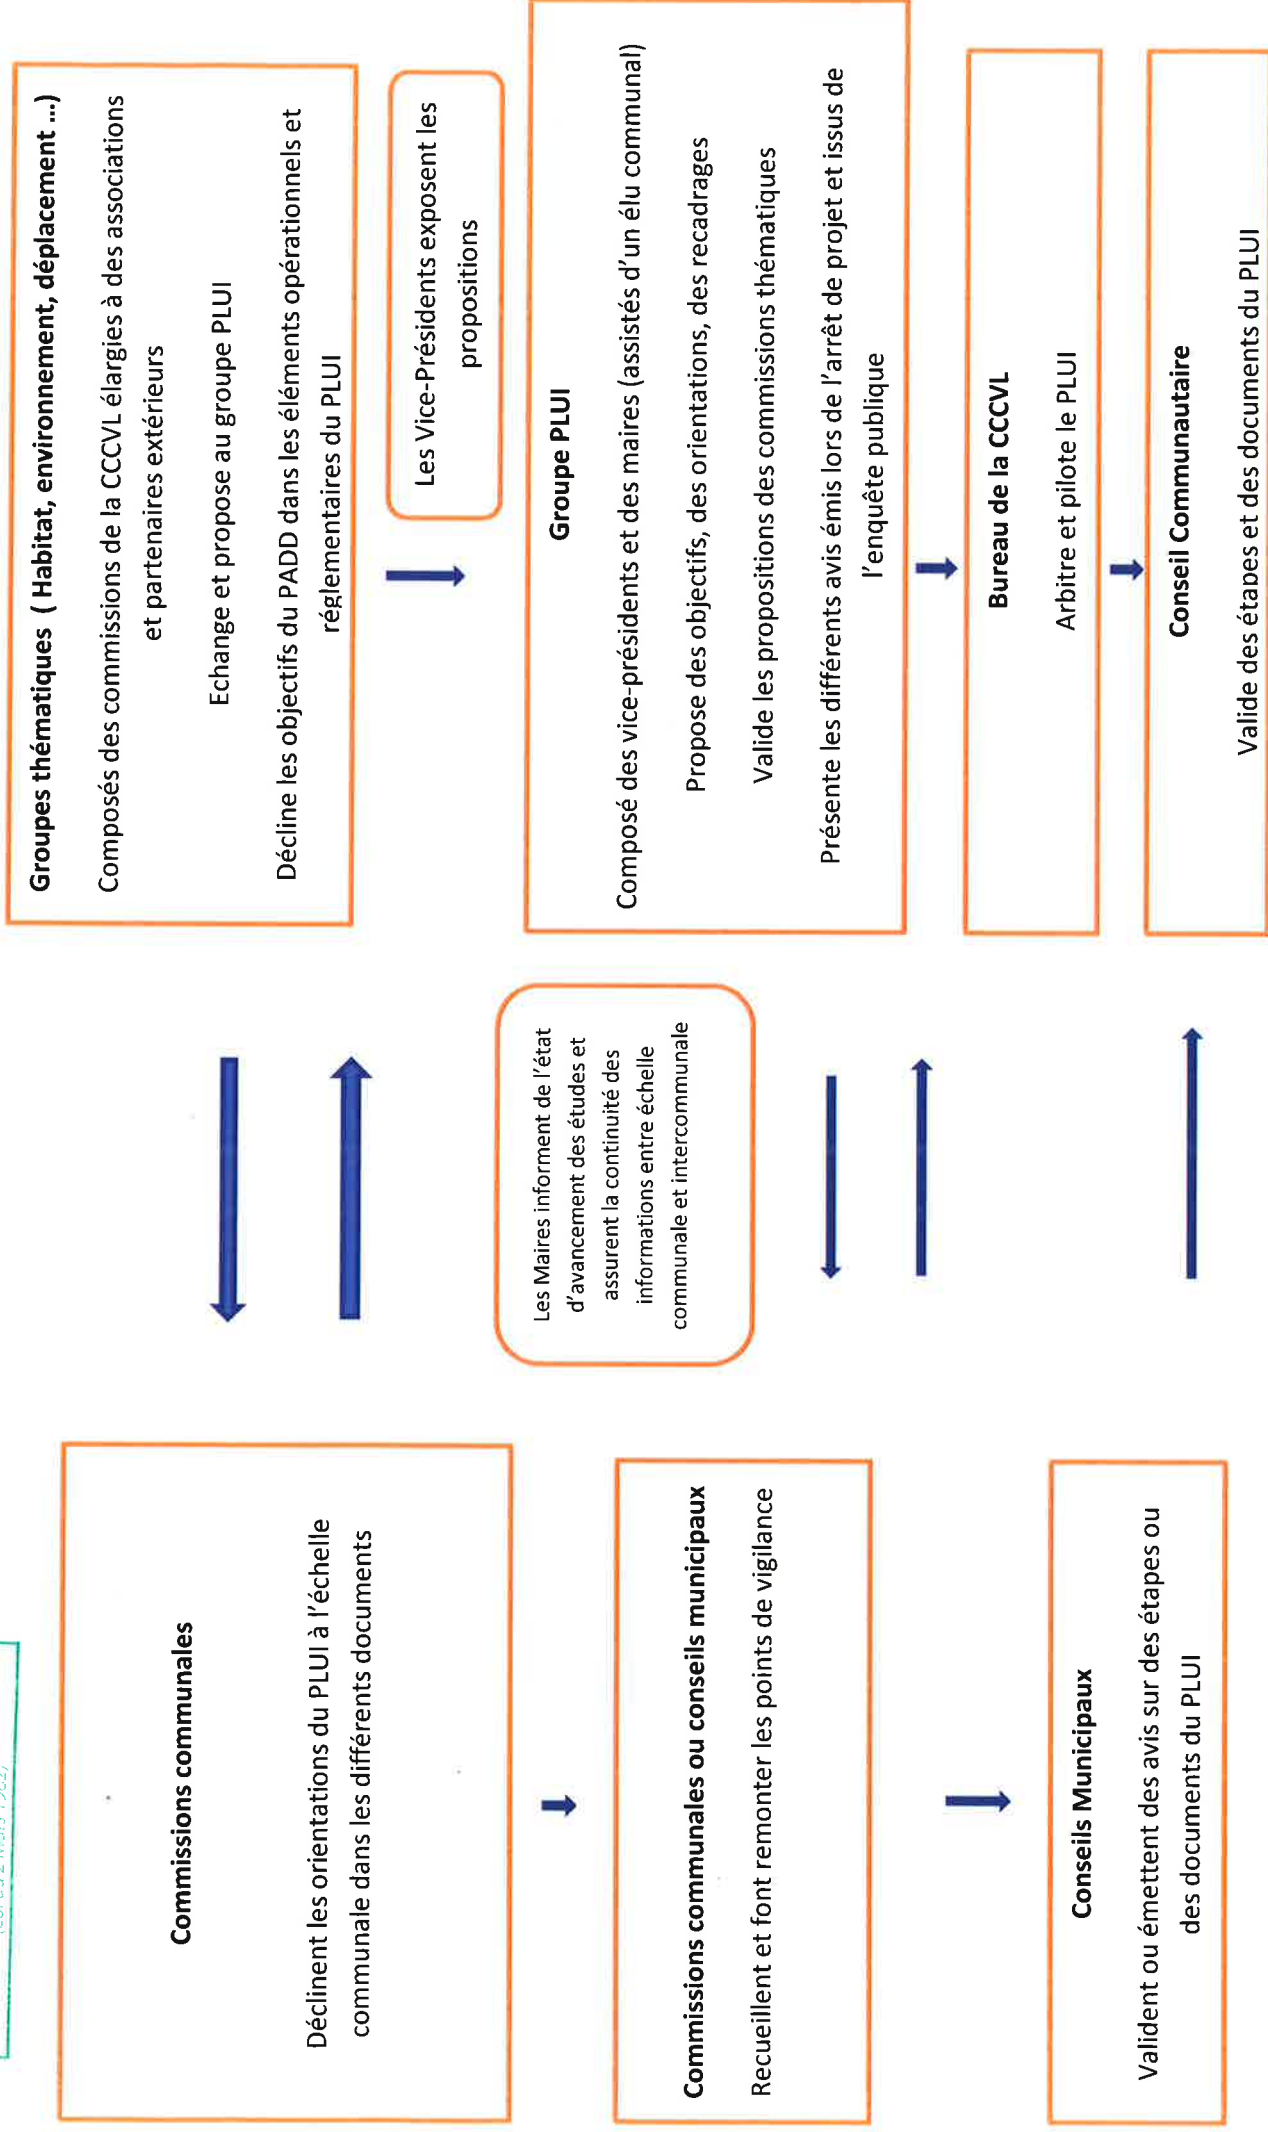 Commissions communales
Déclinent les orientations du PLUI à l'échelle
communale dans les différents documents
Commissions communales ou conseils municipaux
Recueillent et font remonter les points de vigilance
Conseils Municipaux
Valident ou émettent des avis sur des étapes ou
des documents du PLUI
Les Maires informent de l'état
d'avancement des études et
assurent la continuité des
informations entre échelle
communale et intercommunale
Groupes thématiques ( Habitat, environnement, déplacement ...)
Composés des commissions de la CCCVL élargies à des associations
et partenaires extérieurs
Echange et propose au groupe PLUI
Décline les objectifs du PADD dans les éléments opérationnels et
réglementaires du PLUI
Les Vice-Présidents exposent les
propositions
Groupe PLUI
Composé des vice-présidents et des maires (assistés d'un élu communal)
Propose des objectifs, des orientations, des recadrages
Valide les propositions des commissions thématiques
Présente les différents avis émis lors de l'arrêt de projet et issus de
l'enquête publique
Bureau de la CCCVL
Arbitre et pilote le PLUI
Conseil Communautaire
Valide des étapes et des documents du PLUI